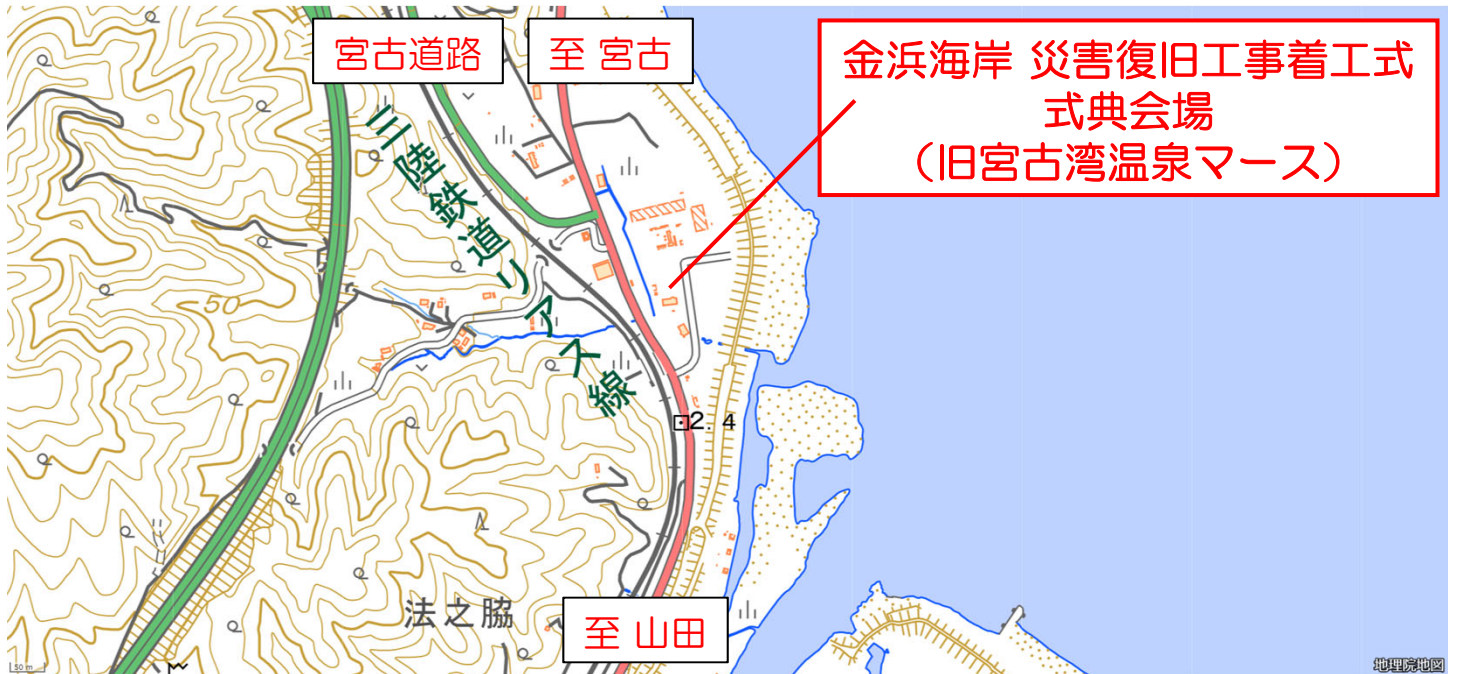 宮古道路
至 宮古
金浜海岸 災害復旧工事着工式
式典会場
（旧宮古湾温泉マース）
三陸鉄道リアス線
50
2.4
法之脇
至 山田
50 m
地理院地図